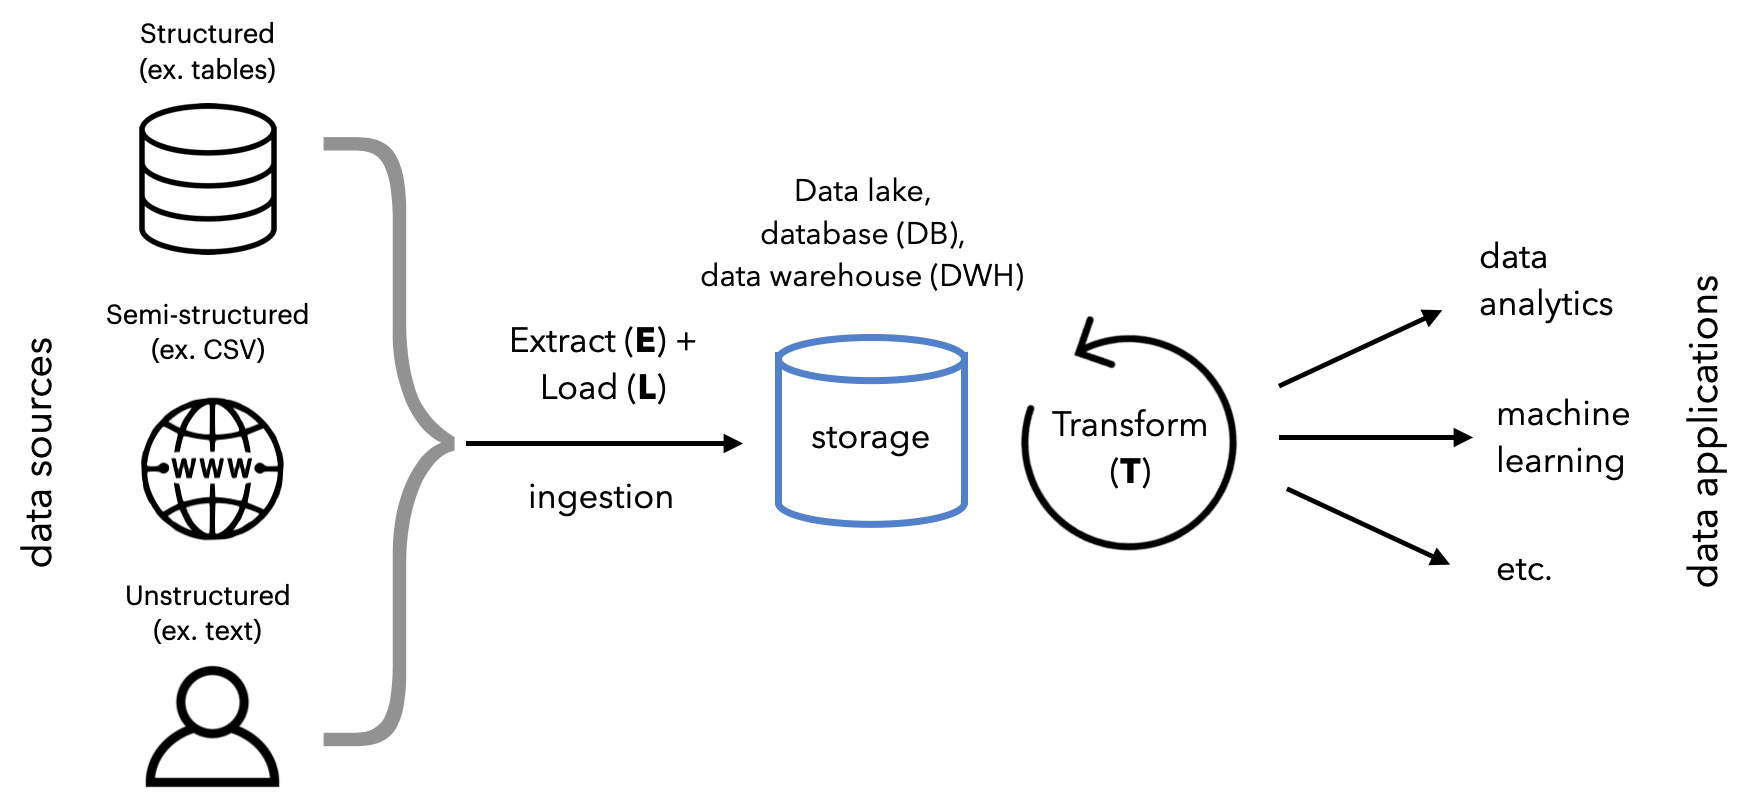 data sources
Structured
(ex. tables)
Semi-structured
(ex. CSV)
WWW
Unstructured
(ex. text)
Extract (E) +
Load (L)
ingestion
Data lake,
database (DB),
data warehouse (DWH)
storage
Transform
(T)
data
analytics
machine
learning
etc.
data applications